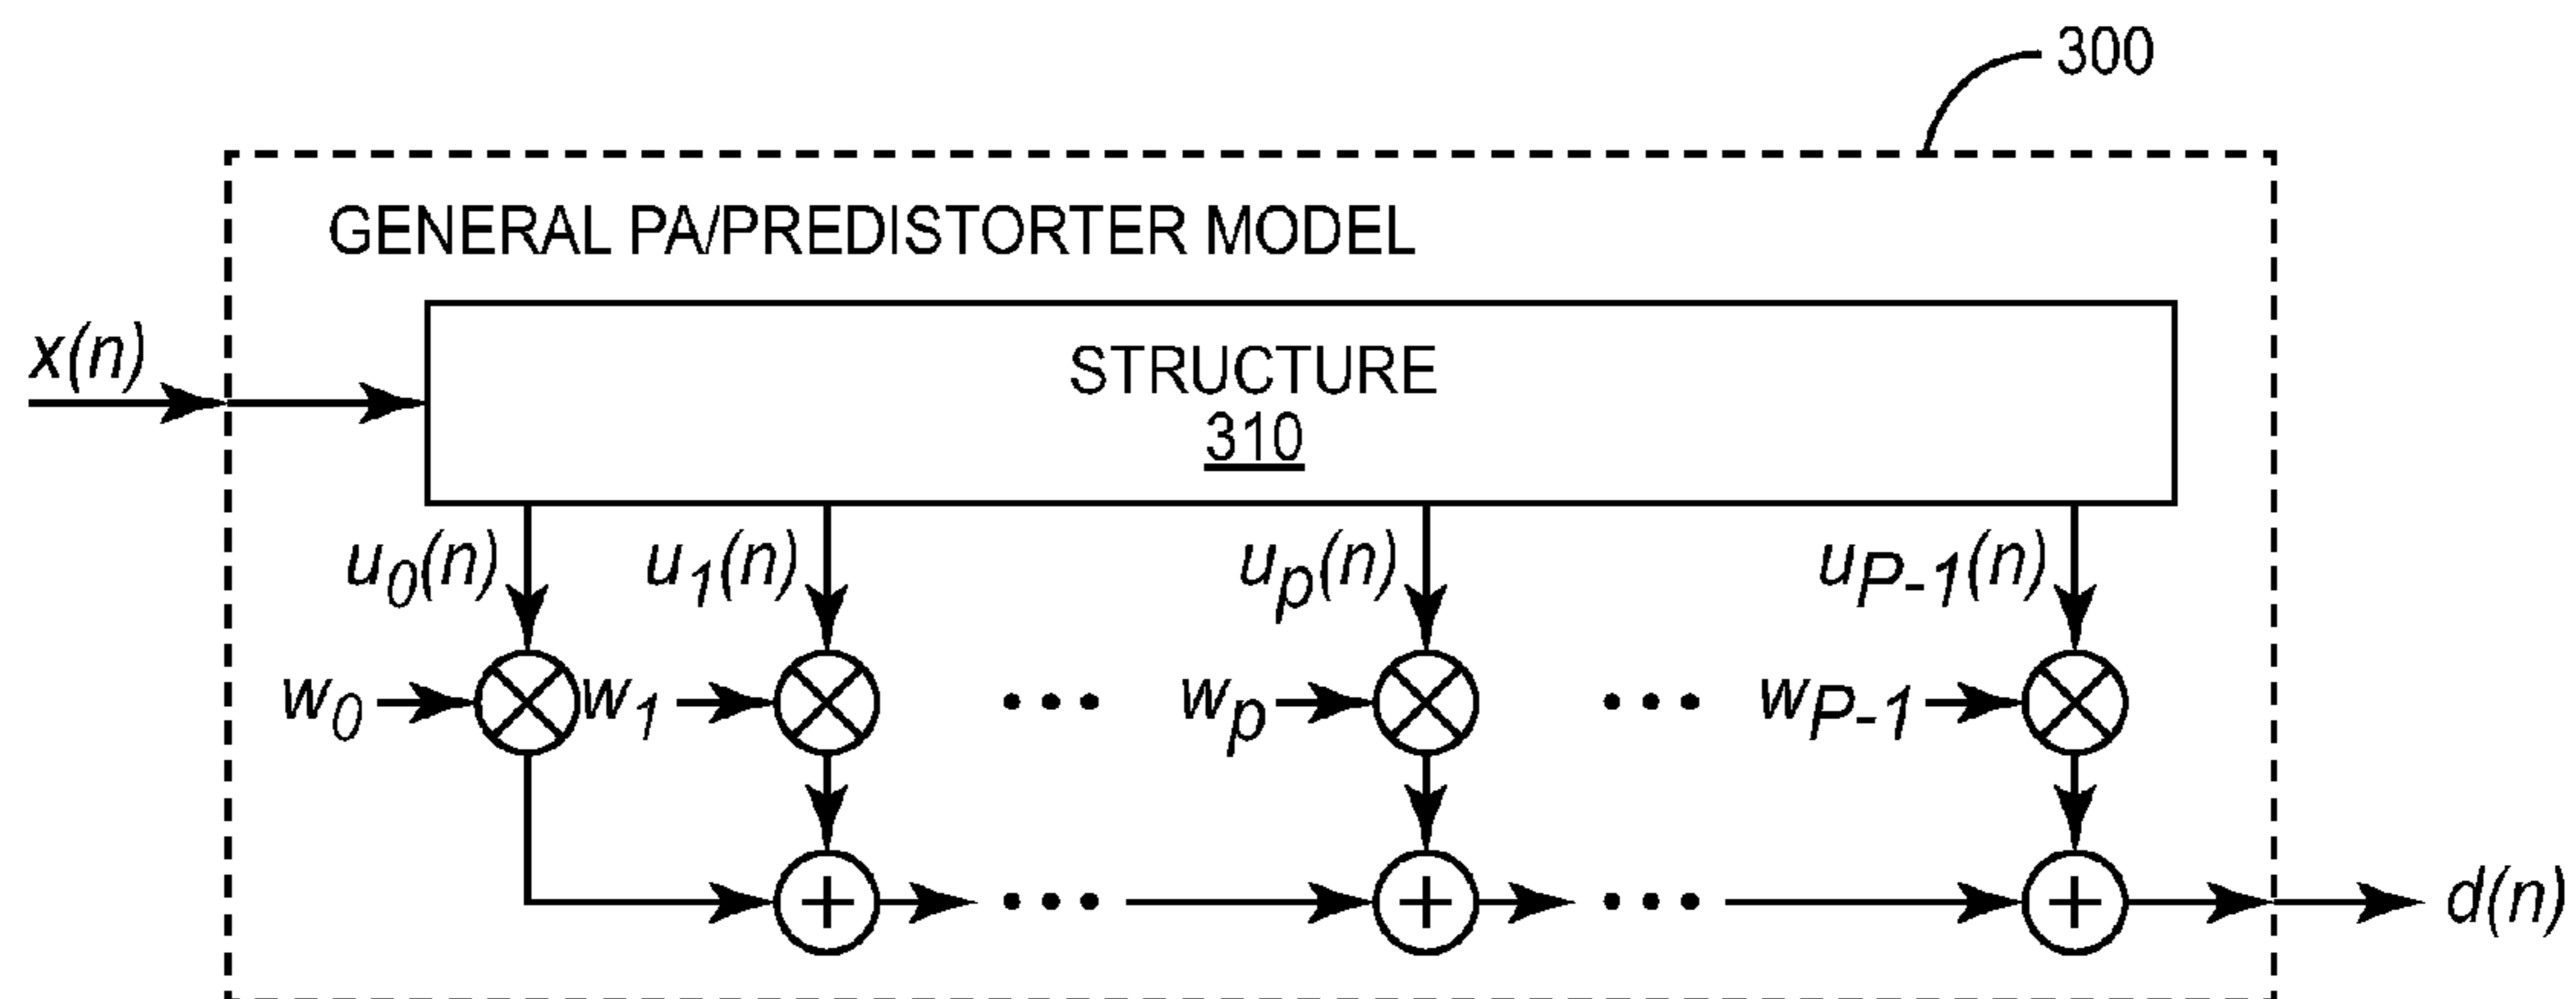 300
GENERAL PA/PREDISTORTER MODEL
x(n)
STRUCTURE
310
u0(n) u1(n) up(n) uP-1(n)
w0 w1 ... wp ... wP-1
... ... d(n)